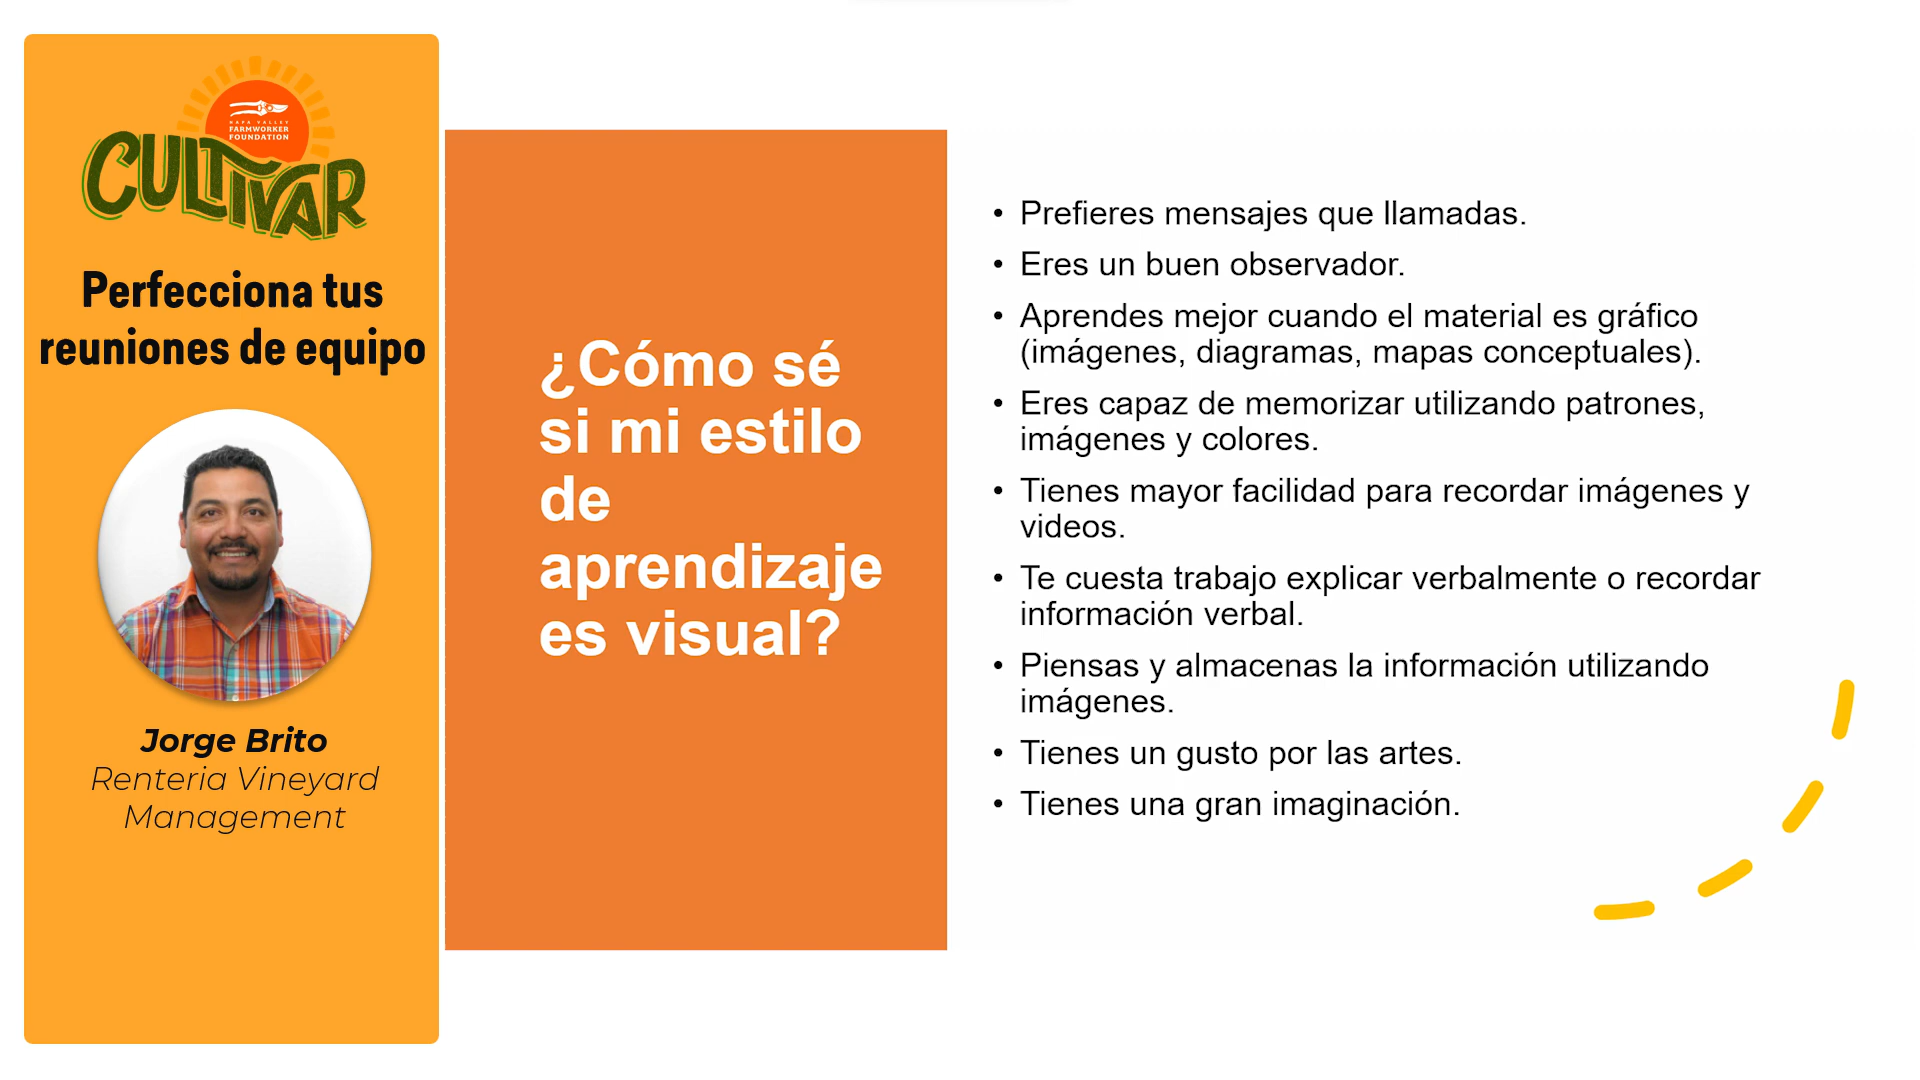 NAPA VALLEY
FARMWORKER
FOUNDATION
CULTIVAR
Perfecciona tus
reuniones de equipo
Jorge Brito
Renteria Vineyard
Management
¿Cómo sé
si mi estilo
de
aprendizaje
es visual?
• Prefieres mensajes que llamadas.
• Eres un buen observador.
• Aprendes mejor cuando el material es gráfico
(imágenes, diagramas, mapas conceptuales).
• Eres capaz de memorizar utilizando patrones,
imágenes y colores.
• Tienes mayor facilidad para recordar imágenes y
videos.
• Te cuesta trabajo explicar verbalmente o recordar
información verbal.
• Piensas y almacenas la información utilizando
imágenes.
• Tienes un gusto por las artes.
• Tienes una gran imaginación.